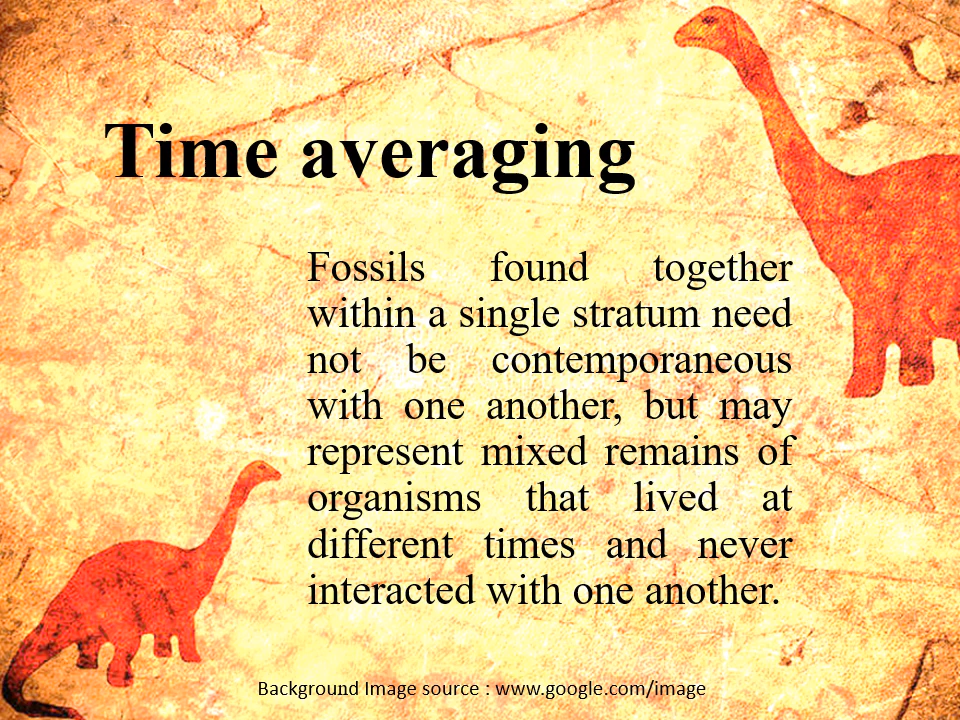 Time averaging
Fossils found together
within a single stratum need
not be contemporaneous
with one another, but may
represent mixed remains of
organisms that lived at
different times and never
interacted with one another.
Background Image source : www.google.com/image